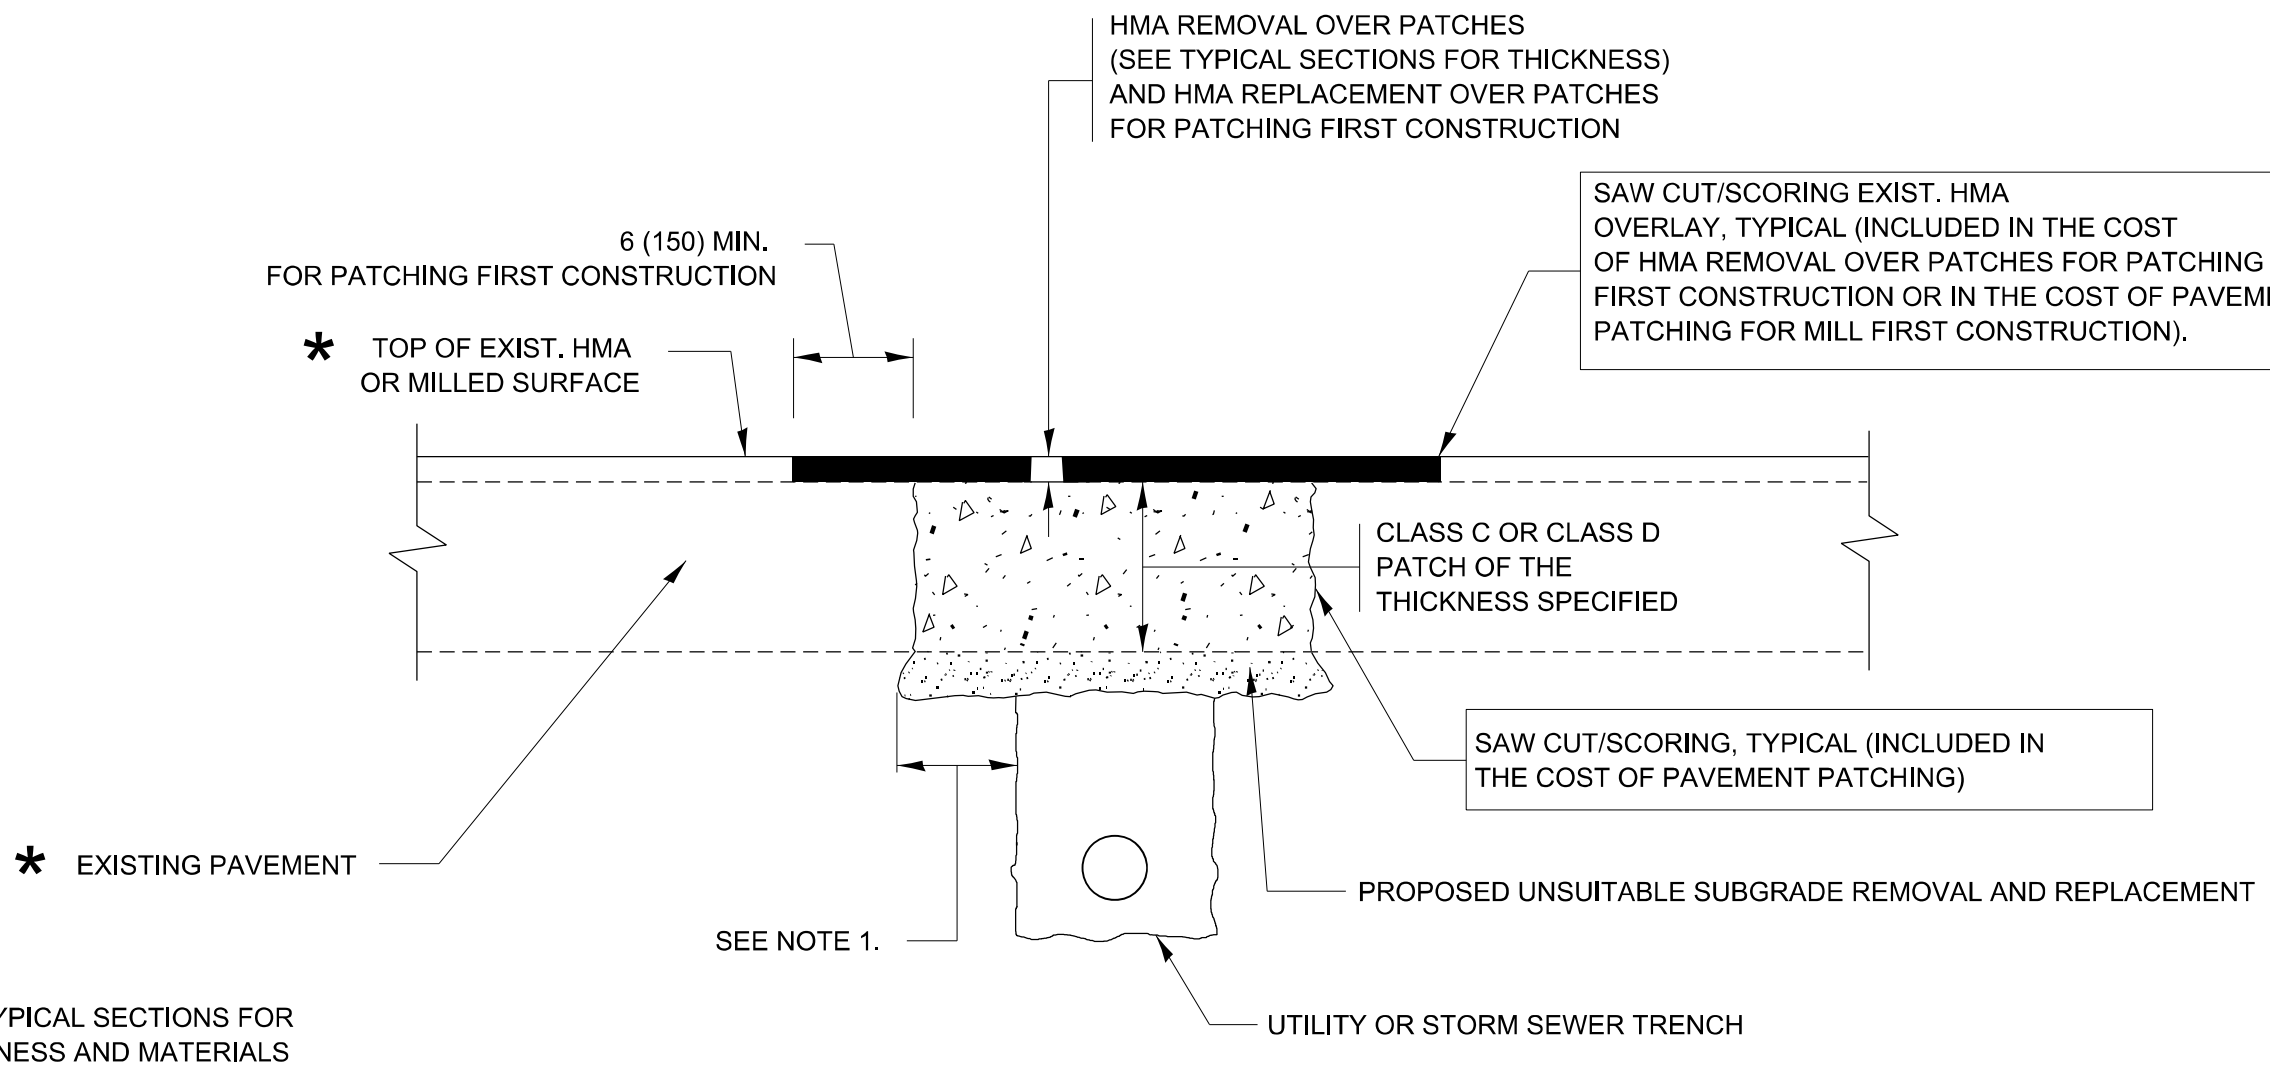 HMA REMOVAL OVER PATCHES
(SEE TYPICAL SECTIONS FOR THICKNESS)
AND HMA REPLACEMENT OVER PATCHES
FOR PATCHING FIRST CONSTRUCTION
SAW CUT/SCORING EXIST. HMA
OVERLAY, TYPICAL (INCLUDED IN THE COST
OF HMA REMOVAL OVER PATCHES FOR PATCHING
FIRST CONSTRUCTION OR IN THE COST OF
PATCHING FOR MILL FIRST CONSTRUCTION).
6 (150) MIN.
FOR PATCHING FIRST CONSTRUCTION
* TOP OF EXIST. HMA
OR MILLED SURFACE
CLASS C OR CLASS D
PATCH OF THE
THICKNESS SPECIFIED
SAW CUT/SCORING, TYPICAL (INCLUDED IN
THE COST OF PAVEMENT PATCHING)
* EXISTING PAVEMENT
PROPOSED UNSUITABLE SUBGRADE REMOVAL AND REPLACEMENT
SEE NOTE 1.
UTILITY OR STORM SEWER TRENCH
SECTIONS FOR
AND MATERIALS